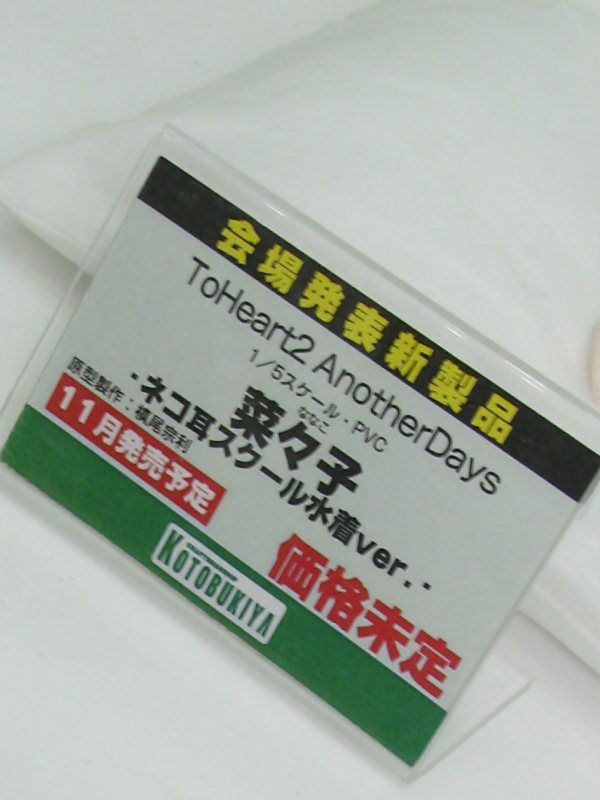 会場発表新製品
ToHeart2 AnotherDays
1/5スケール・PVC
ななこ
菜々子
・ネコ耳スクール水着ver.・
原型製作・槙尾宗利
11月発売予定
価格未定
KOTOBUKIYA